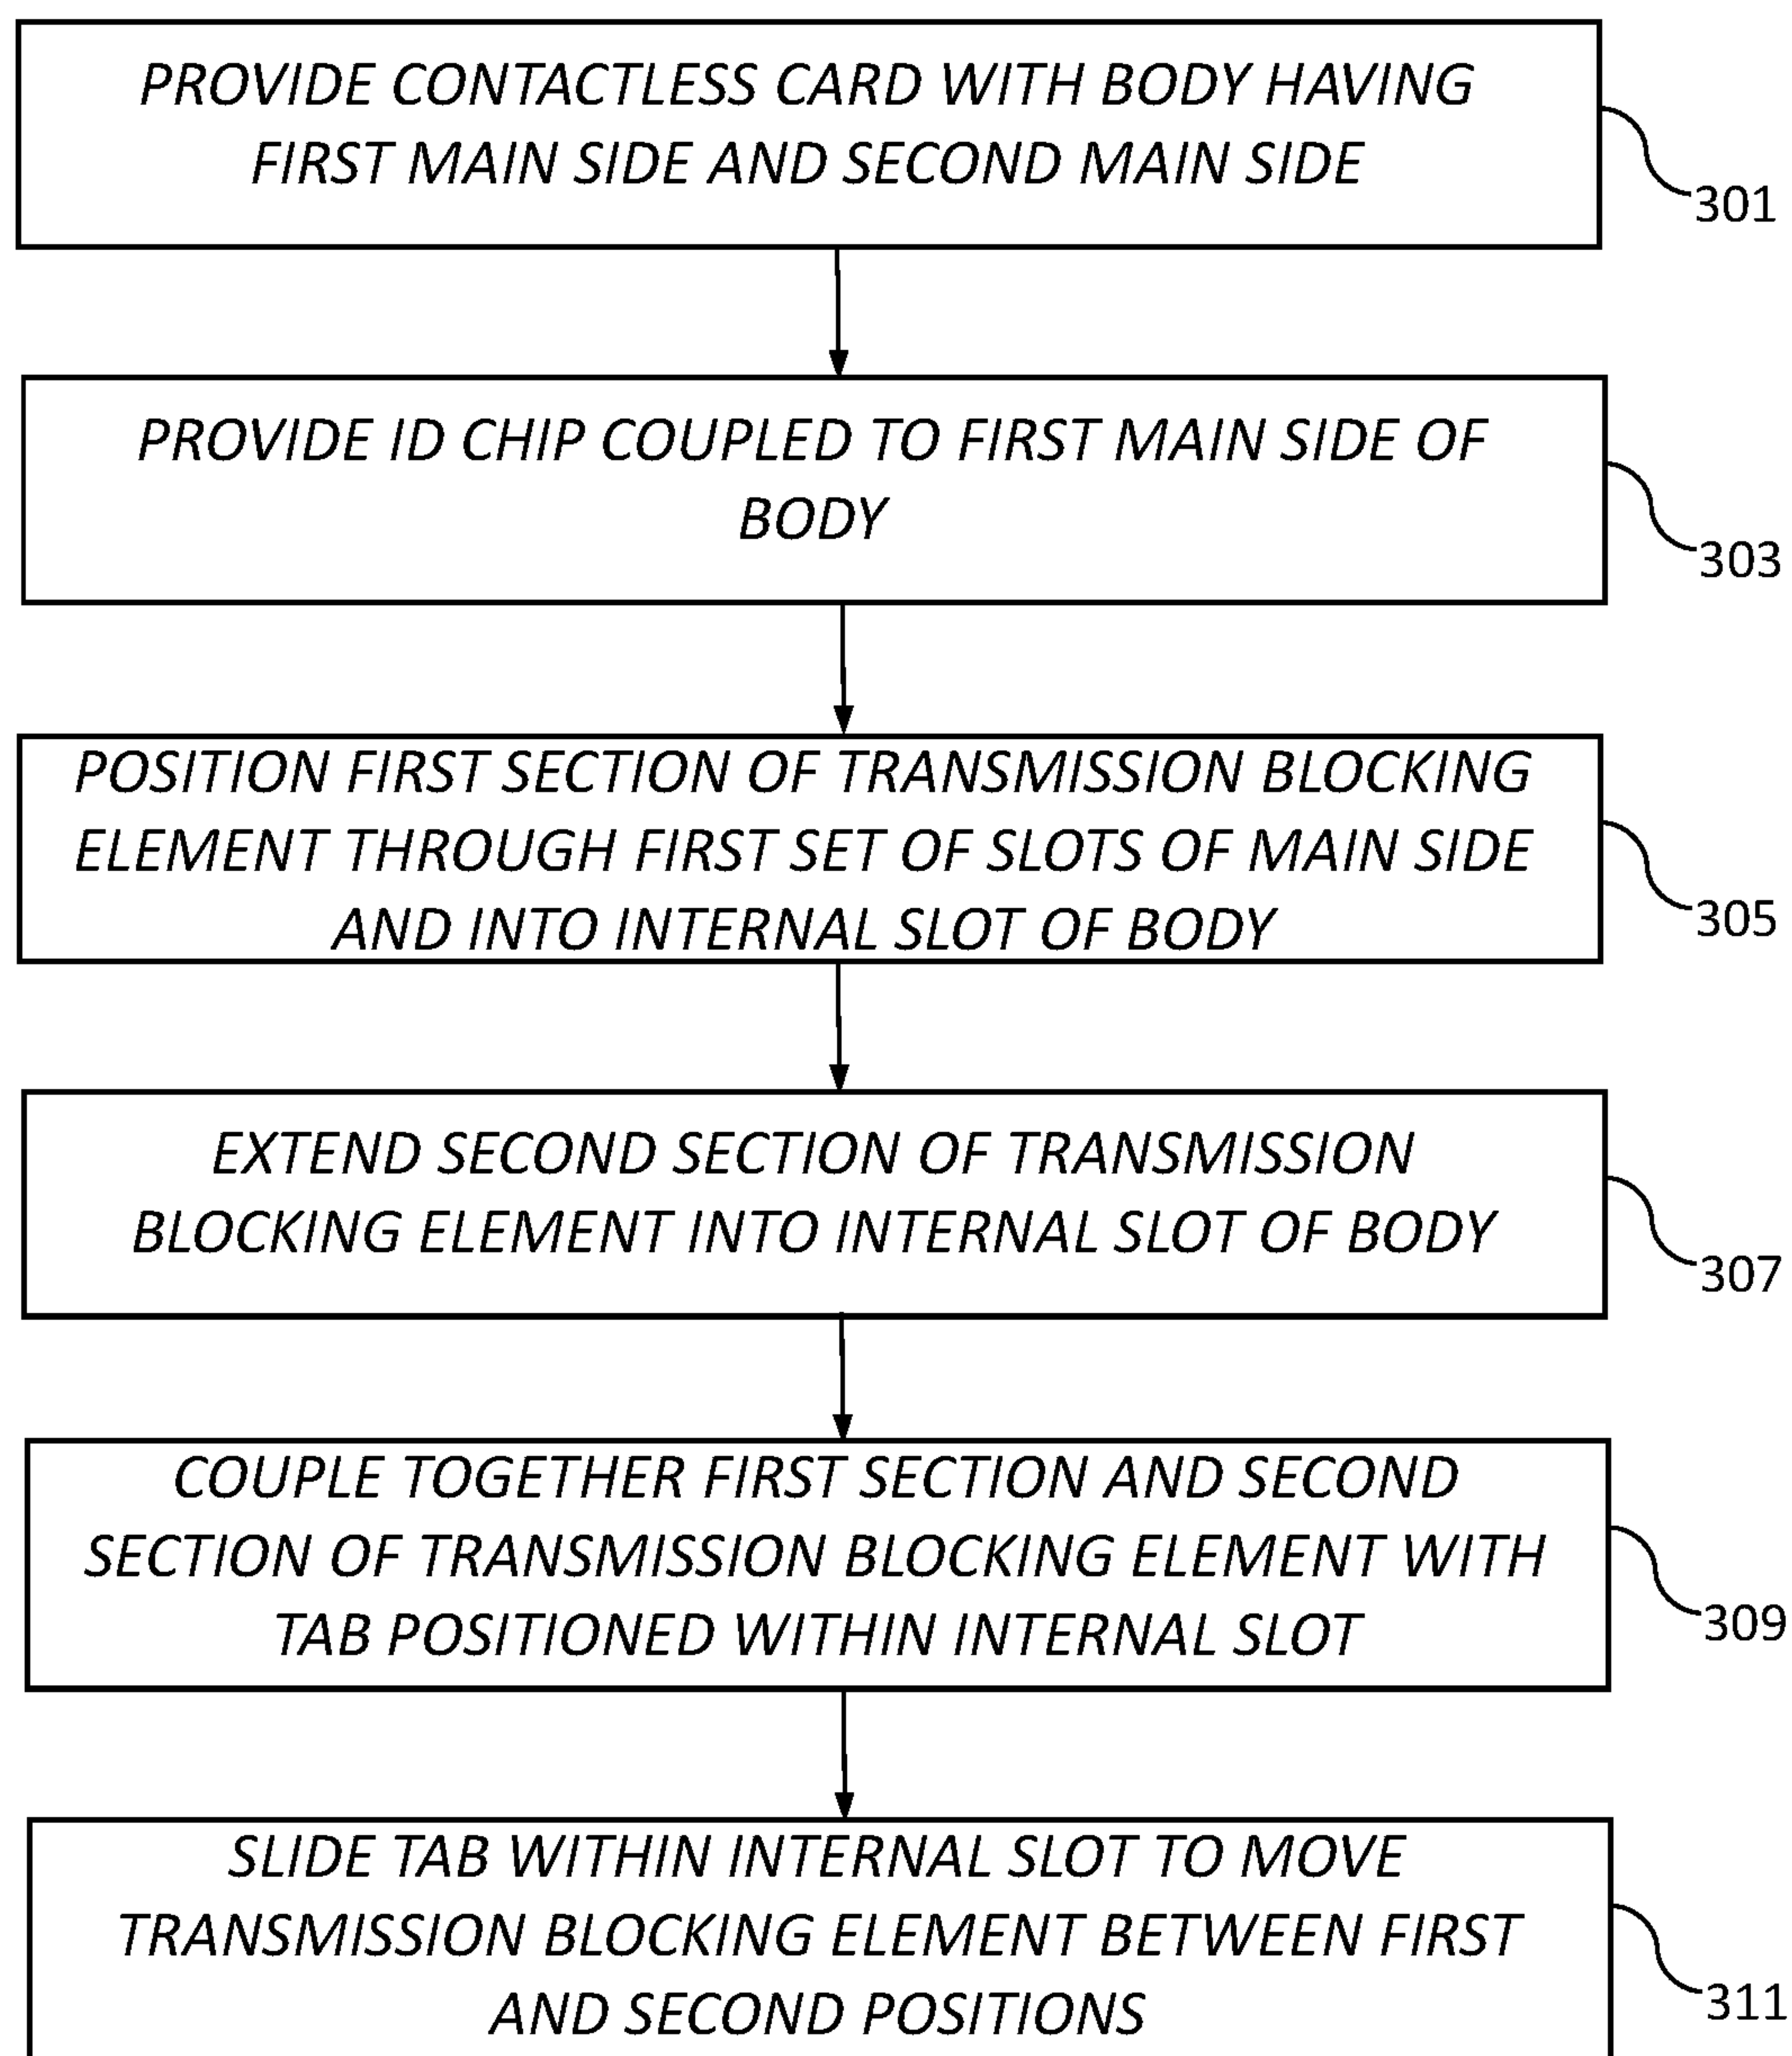 PROVIDE CONTACTLESS CARD WITH BODY HAVING
FIRST MAIN SIDE AND SECOND MAIN SIDE
301
PROVIDE ID CHIP COUPLED TO FIRST MAIN SIDE OF
BODY
303
POSITION FIRST SECTION OF TRANSMISSION BLOCKING
ELEMENT THROUGH FIRST SET OF SLOTS OF MAIN SIDE
AND INTO INTERNAL SLOT OF BODY
305
EXTEND SECOND SECTION OF TRANSMISSION
BLOCKING ELEMENT INTO INTERNAL SLOT OF BODY
307
COUPLE TOGETHER FIRST SECTION AND SECOND
SECTION OF TRANSMISSION BLOCKING ELEMENT WITH
TAB POSITIONED WITHIN INTERNAL SLOT
309
SLIDE TAB WITHIN INTERNAL SLOT TO MOVE
TRANSMISSION BLOCKING ELEMENT BETWEEN FIRST
AND SECOND POSITIONS
311